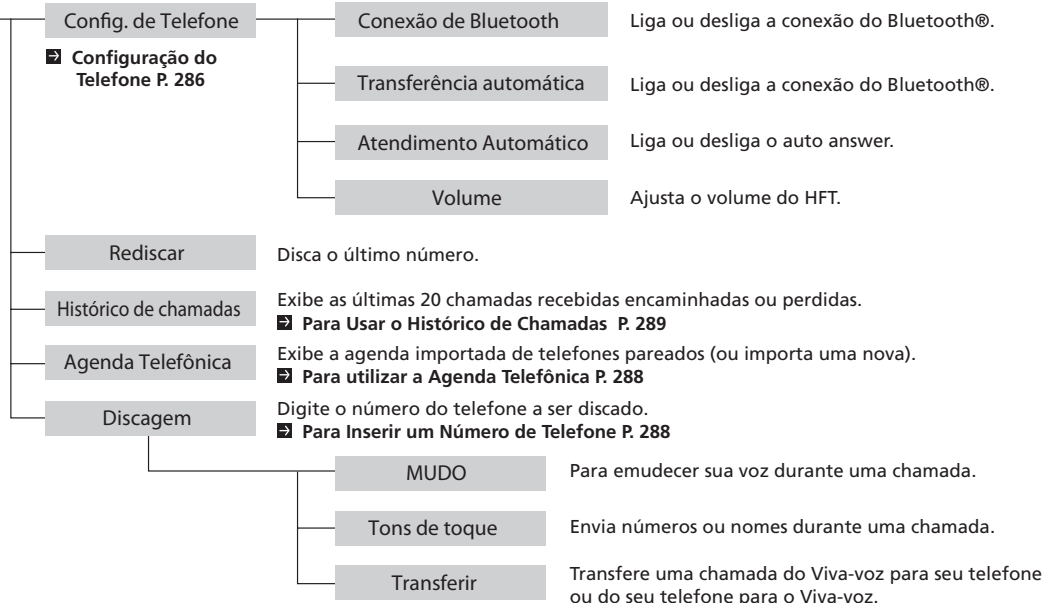 Config. de Telefone
Conexão de Bluetooth
Liga ou desliga a conexão do Bluetooth®.
Configuração do
Telefone P. 286
Transferência automática
Liga ou desliga a conexão do Bluetooth®.
Atendimento Automático
Liga ou desliga o auto answer.
Volume
Ajusta o volume do HFT.
Rediscar
Disca o último número.
Histórico de chamadas
Exibe as últimas 20 chamadas recebidas encaminhadas ou perdidas.
Para Usar o Histórico de Chamadas P. 289
Agenda Telefônica
Exibe a agenda importada de telefones pareados (ou importa uma nova).
Para utilizar a Agenda Telefônica P. 288
Discagem
Digite o número do telefone a ser discado.
Para Inserir um Número de Telefone P. 288
MUDO
Para emudecer sua voz durante uma chamada.
Tons de toque
Envia números ou nomes durante uma chamada.
Transferir
Transfere uma chamada do Viva-voz para seu telefone
ou do seu telefone para o Viva-voz.